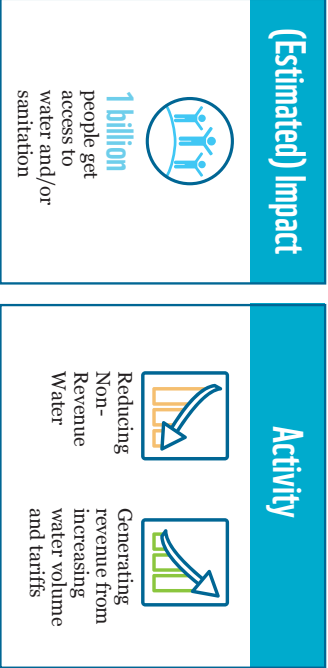 (Estimated) Impact
1 billion
people get
access to
water and/or
sanitation
Activity
Reducing
Non-
Revenue
Water
Generating
revenue from
increasing
water volume
and tariffs